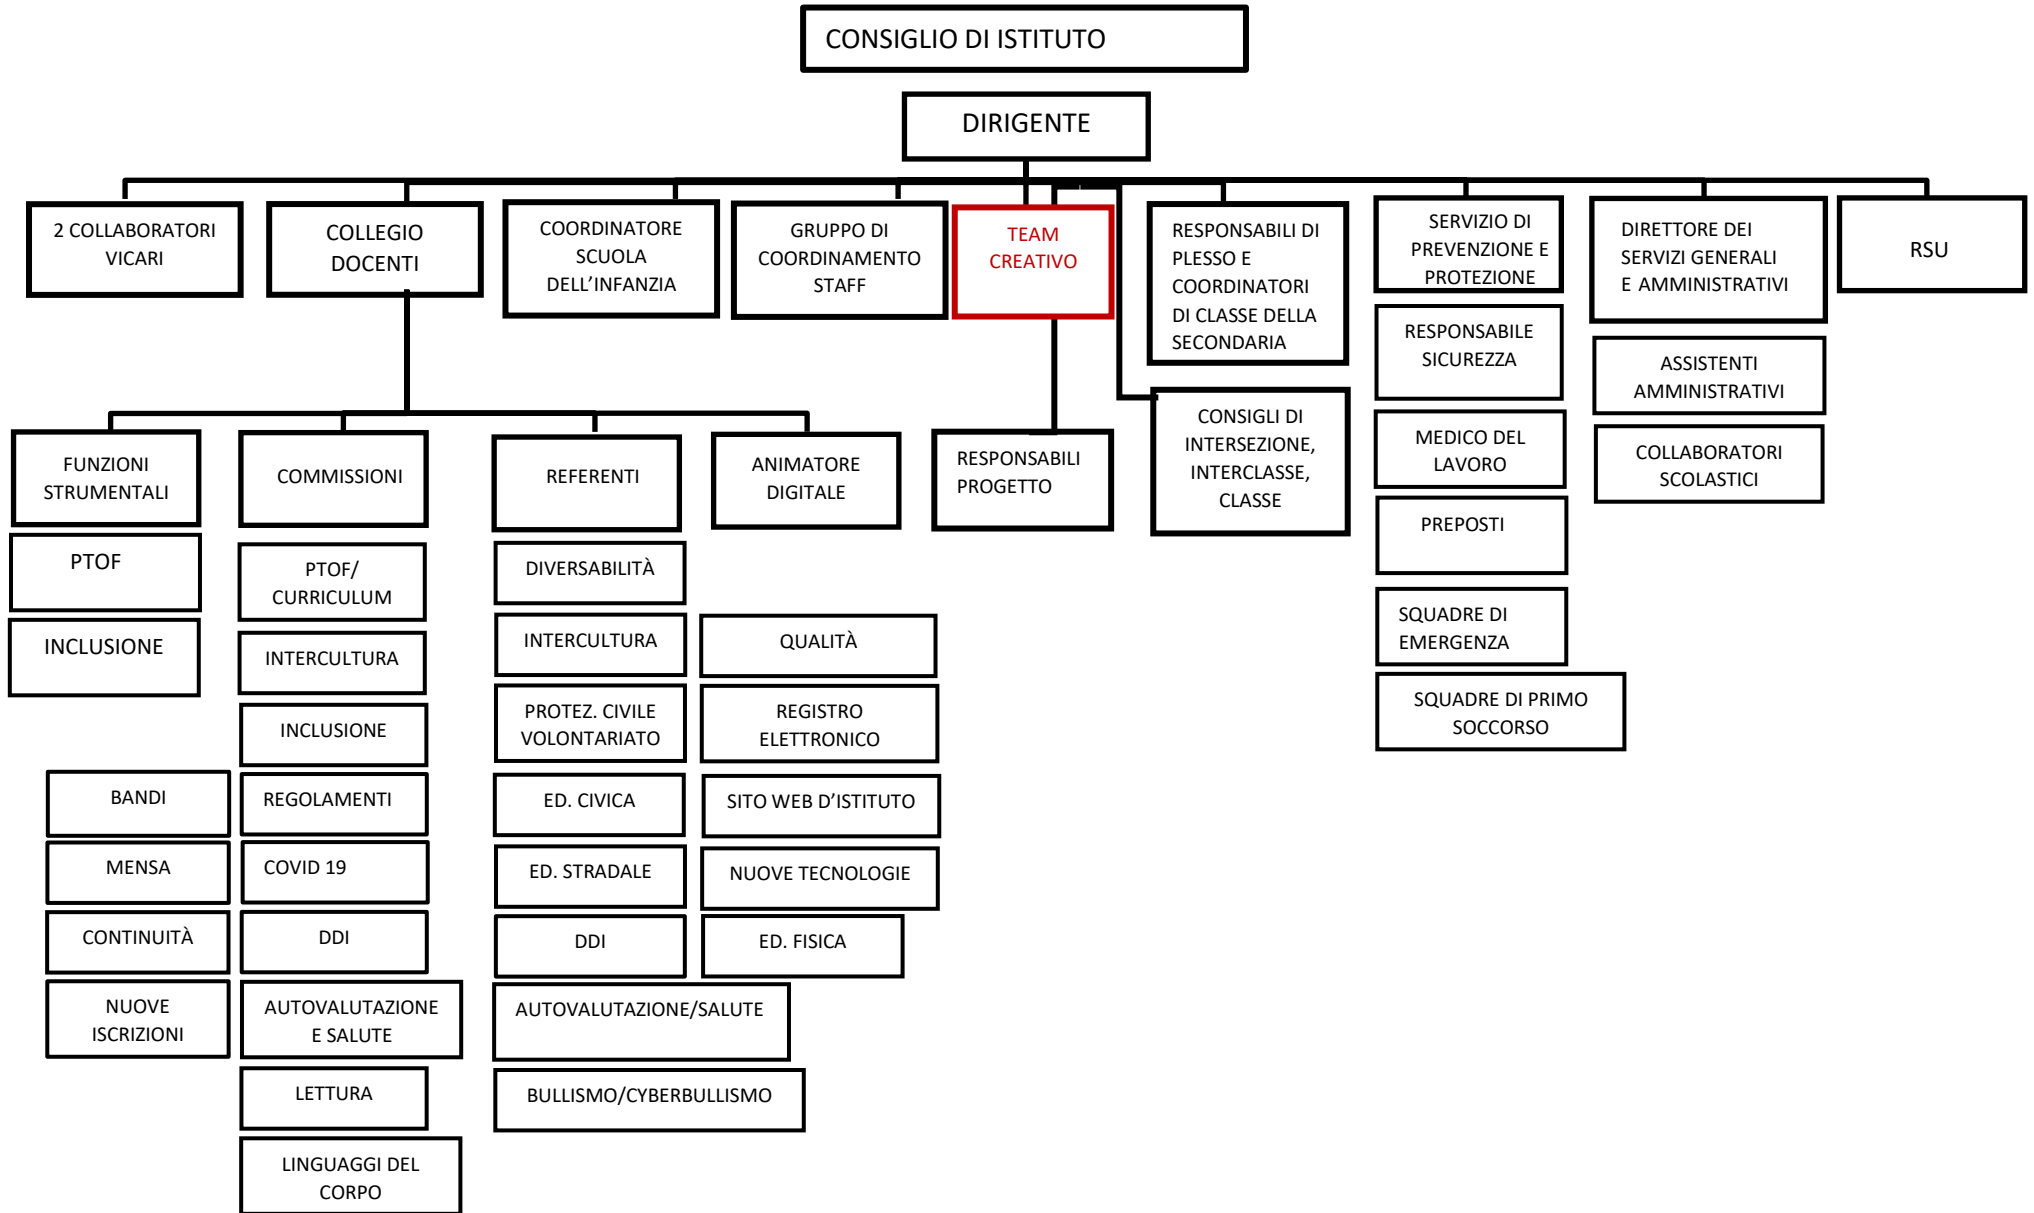 CONSIGLIO DI ISTITUTO
DIRIGENTE
2 COLLABORATORI
VICARI
COLLEGIO
DOCENTI
COORDINATORE
SCUOLA
DELL’INFANZIA
GRUPPO DI
COORDINAMENTO
STAFF
TEAM
CREATIVO
RESPONSABILI DI
PLESSO E
COORDINATORI
DI CLASSE DELLA
SECONDARIA
SERVIZIO DI
PREVENZIONE E
PROTEZIONE
DIRETTORE DEI
SERVIZI GENERALI
E AMMINISTRATIVI
RSU
RESPONSABILE
SICUREZZA
ASSISTENTI
AMMINISTRATIVI
MEDICO DEL
LAVORO
COLLABORATORI
SCOLASTICI
PREPOSTI
SQUADRE DI
EMERGENZA
SQUADRE DI PRIMO
SOCCORSO
FUNZIONI
STRUMENTALI
COMMISSIONI
REFERENTI
ANIMATORE
DIGITALE
RESPONSABILI
PROGETTO
CONSIGLI DI
INTERSEZIONE,
INTERCLASSE,
CLASSE
PTOF
INCLUSIONE
PTOF/
CURRICULUM
INTERCULTURA
INCLUSIONE
BANDI
REGOLAMENTI
MENSA
COVID 19
CONTINUITÀ
DDI
NUOVE
ISCRIZIONI
AUTOVALUTAZIONE
E SALUTE
LETTURA
LINGUAGGI DEL
CORPO
DIVERSABILITÀ
INTERCULTURA
QUALITÀ
PROTEZ. CIVILE
VOLONTARIATO
REGISTRO
ELETTRONICO
ED. CIVICA
SITO WEB D’ISTITUTO
ED. STRADALE
NUOVE TECNOLOGIE
DDI
ED. FISICA
AUTOVALUTAZIONE/SALUTE
BULLISMO/CYBERBULLISMO